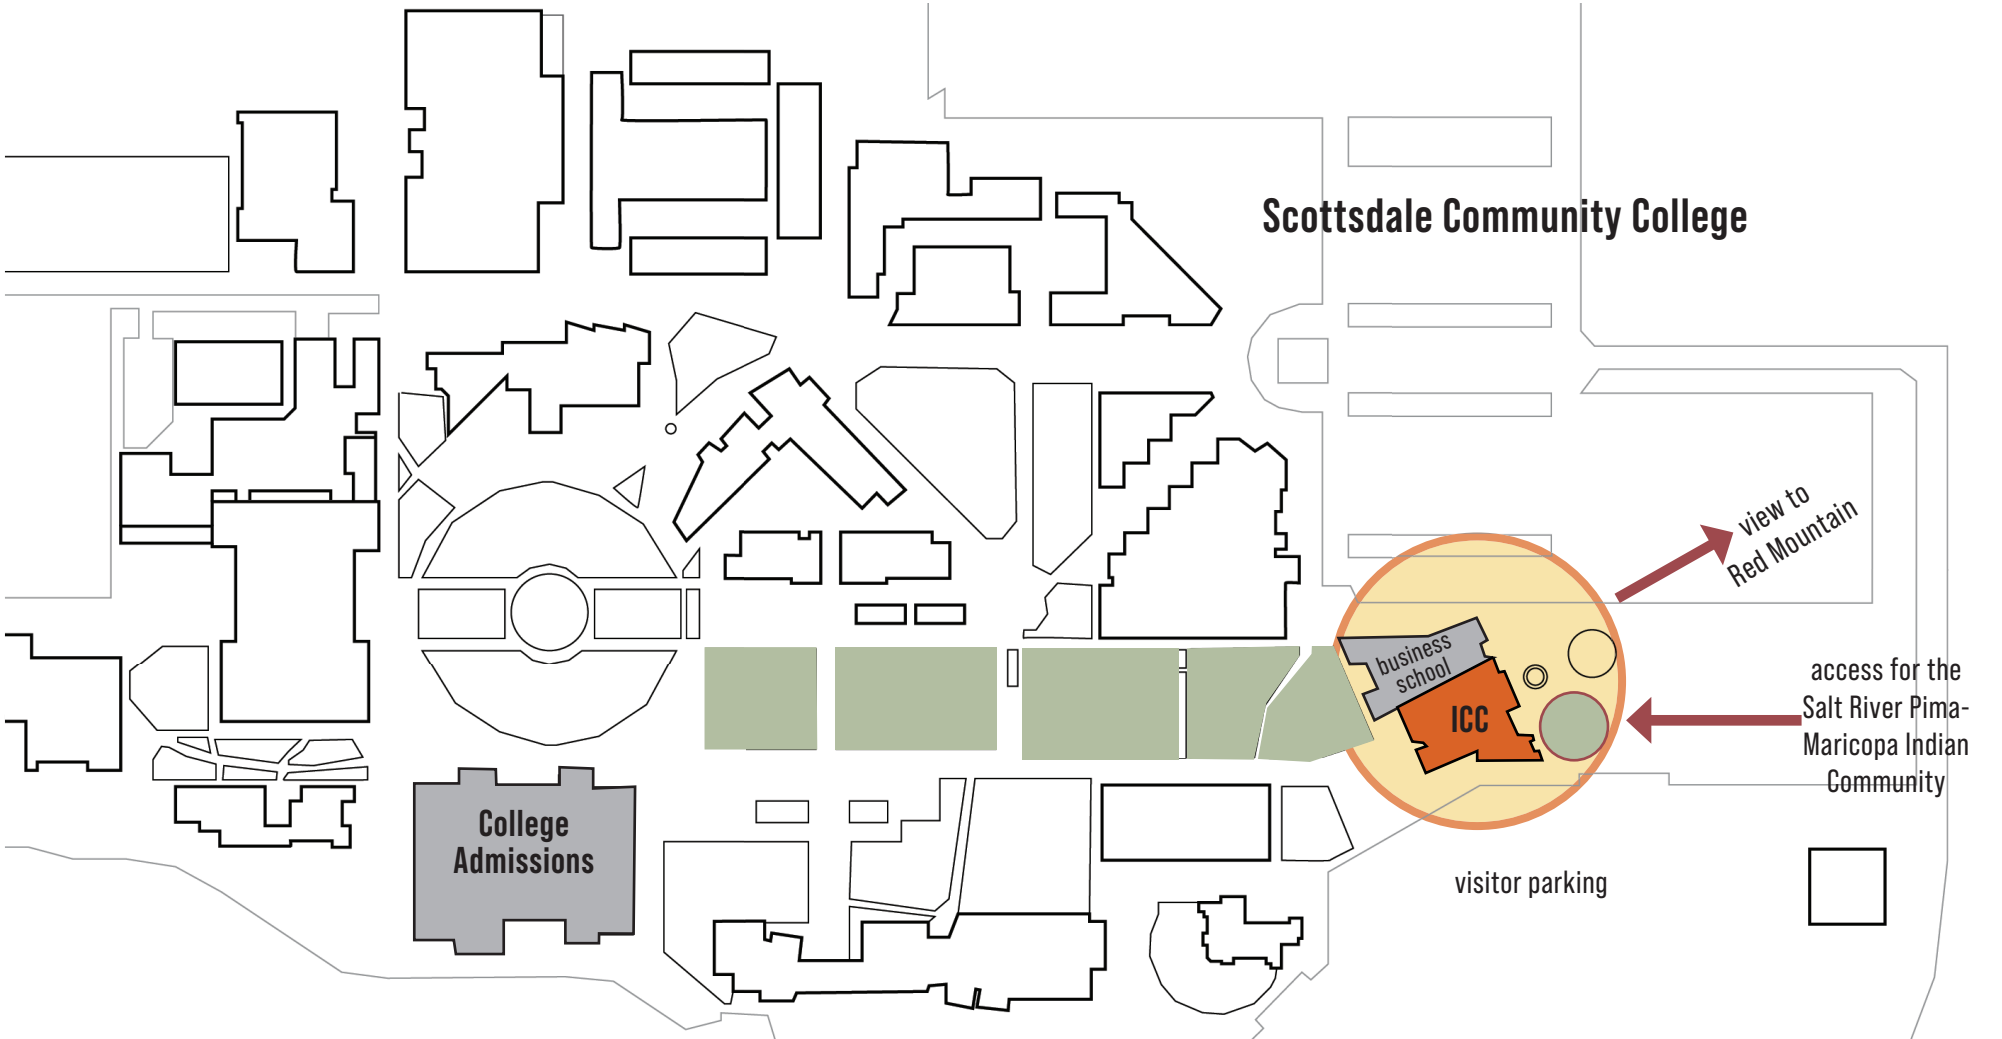 Scottsdale Community College
view to
Red Mountain
business
school
ICC
access for the
Salt River Pima-
Maricopa Indian
Community
College
Admissions
visitor parking